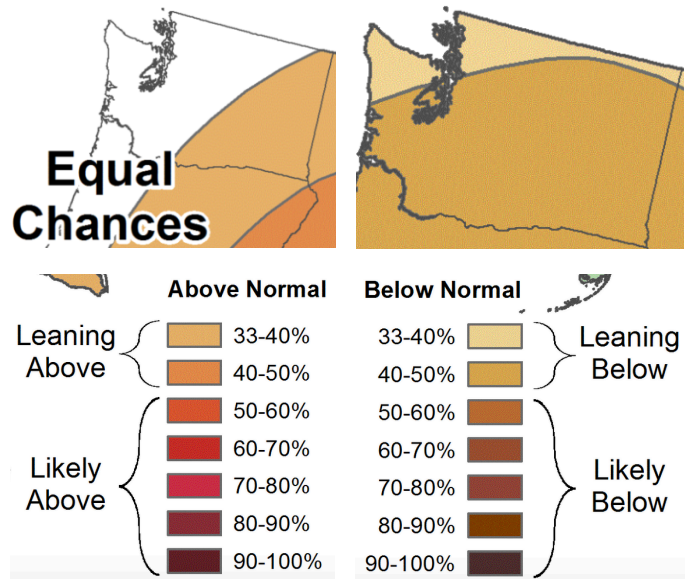 Equal
Chances
Above Normal
Leaning
Above
33-40%
40-50%
Likely
Above
50-60%
60-70%
70-80%
80-90%
90-100%
Below Normal
33-40%
40-50%
Leaning
Below
50-60%
60-70%
70-80%
80-90%
90-100%
Likely
Below